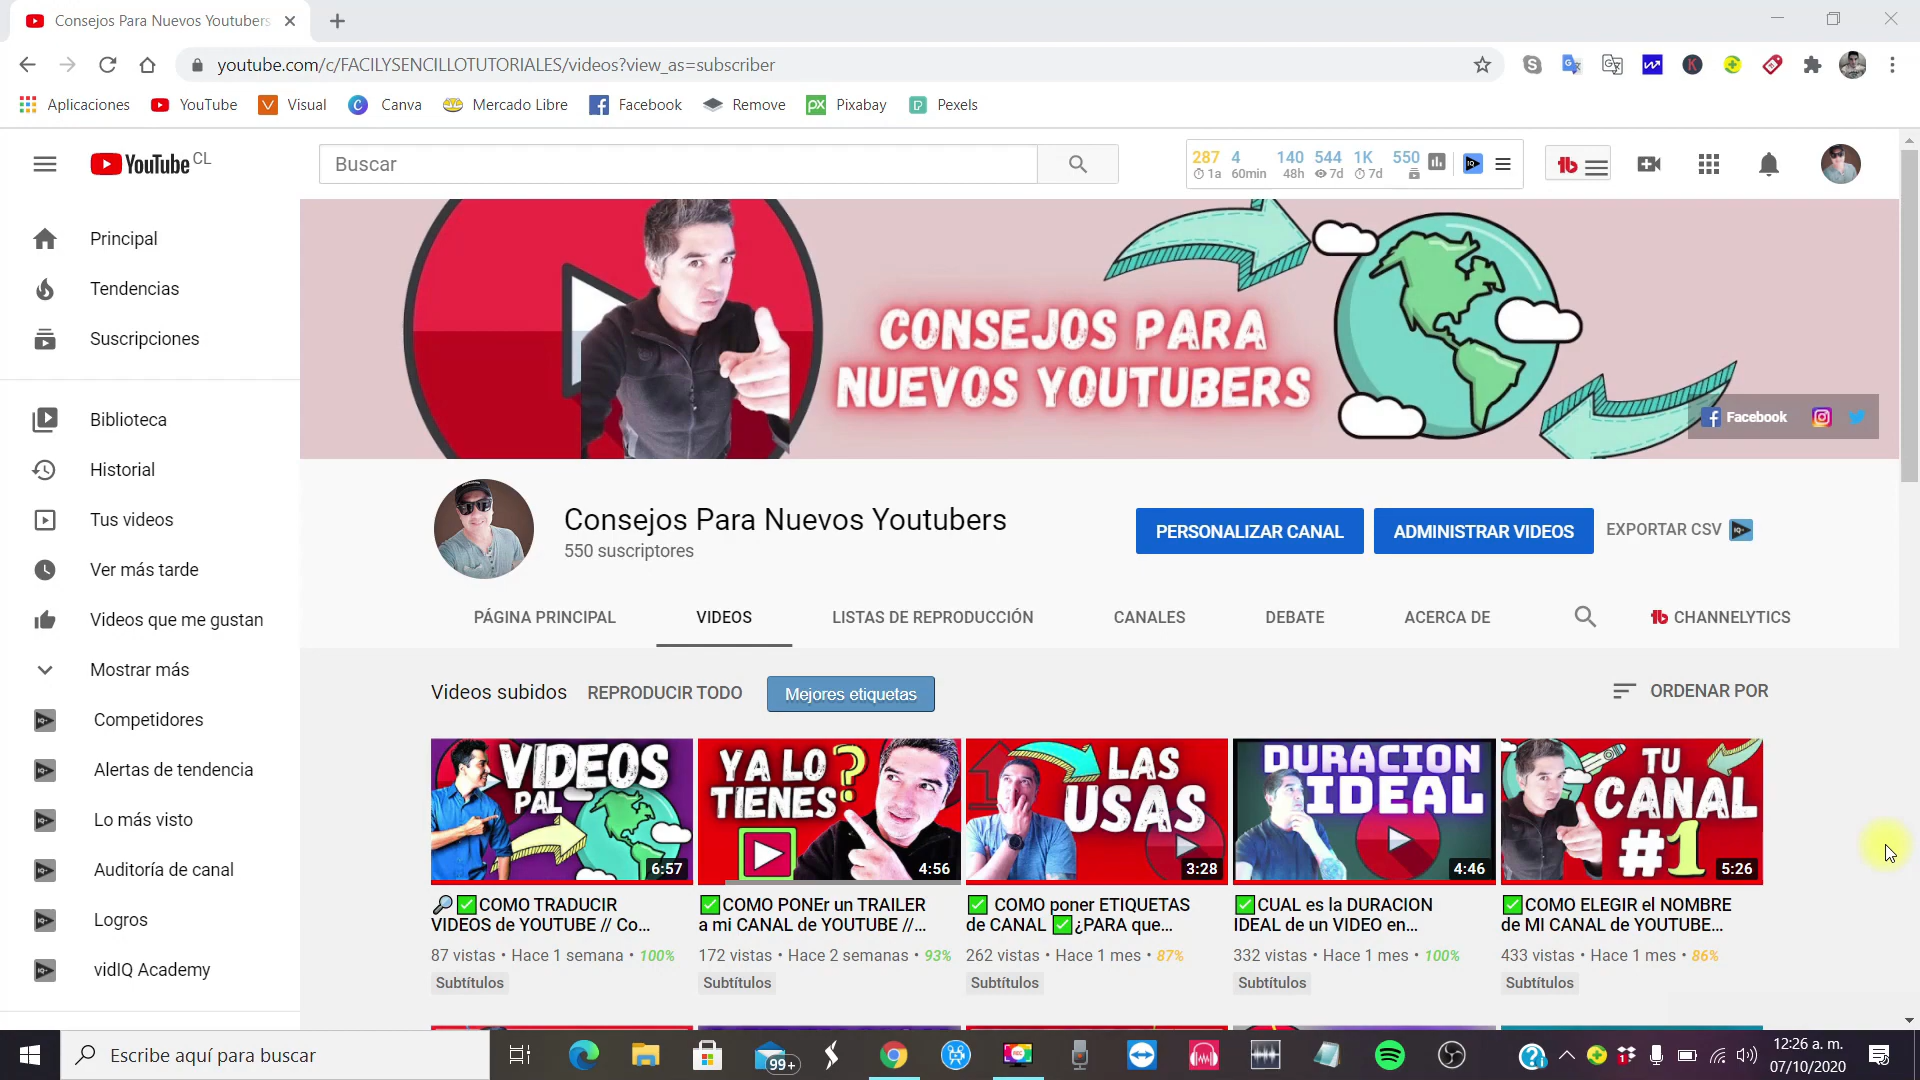 Consejos Para Nuevos Youtubers
youtube.com/c/FACILYSENCILLOTUTORIALES/videos?view_as=subscriber
Aplicaciones YouTube Visual Canva Mercado Libre Facebook Remove Pixabay Pexels
YouTube CL
Buscar
287 4 140 544 1K 550
1a 60min 48h 7d 7d
Principal
Tendencias
Suscripciones
Biblioteca
Historial
Tus videos
Ver más tarde
Videos que me gustan
Mostrar más
Competidores
Alertas de tendencia
Lo más visto
Auditoría de canal
Logros
vidIQ Academy
CONSEJOS PARA
NUEVOS YOUTUBERS
Facebook
Consejos Para Nuevos Youtubers
550 suscriptores
PERSONALIZAR CANAL
ADMINISTRAR VIDEOS
EXPORTAR CSV
PÁGINA PRINCIPAL VIDEOS LISTAS DE REPRODUCCIÓN CANALES DEBATE ACERCA DE CHANNELYTICS
Videos subidos REPRODUCIR TODO Mejores etiquetas ORDENAR POR
VIDEOS
PAL
6:57
🔎✅COMO TRADUCIR
VIDEOS de YOUTUBE // Co...
87 vistas • Hace 1 semana • 100%
Subtítulos
YA LO
TIENES?
4:56
✅COMO PONEr un TRAILER
a mi CANAL de YOUTUBE //...
172 vistas • Hace 2 semanas • 93%
Subtítulos
LAS
USAS
3:28
✅ COMO poner ETIQUETAS
de CANAL ✅¿PARA que...
262 vistas • Hace 1 mes • 87%
Subtítulos
DURACION
IDEAL
4:46
✅CUAL es la DURACION
IDEAL de un VIDEO en...
332 vistas • Hace 1 mes • 100%
Subtítulos
TU
CANAL
#1
5:26
✅COMO ELEGIR el NOMBRE
de MI CANAL de YOUTUBE...
433 vistas • Hace 1 mes • 86%
Subtítulos
Escribe aquí para buscar
99+
12:26 a. m.
07/10/2020